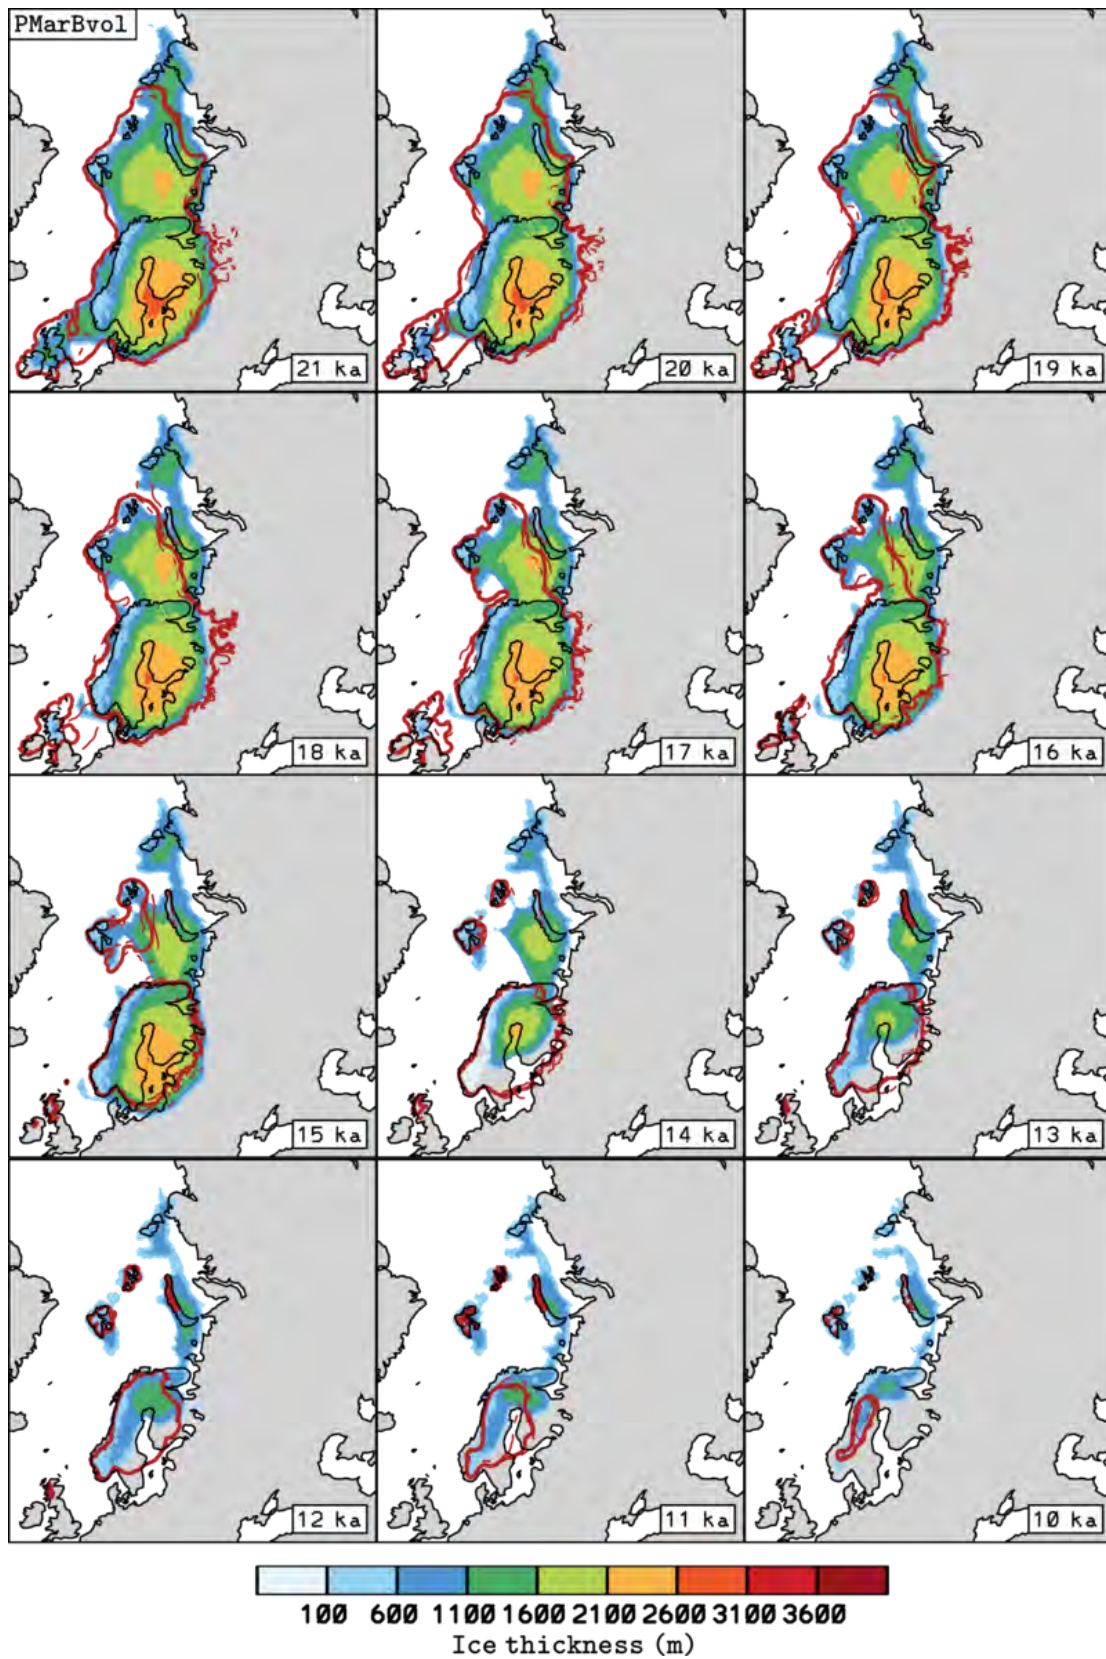 PMarBvol
21 ka
20 ka
19 ka
18 ka
17 ka
16 ka
15 ka
14 ka
13 ka
12 ka
11 ka
10 ka
100 600 1100 1600 2100 2600 3100 3600
Ice thickness (m)